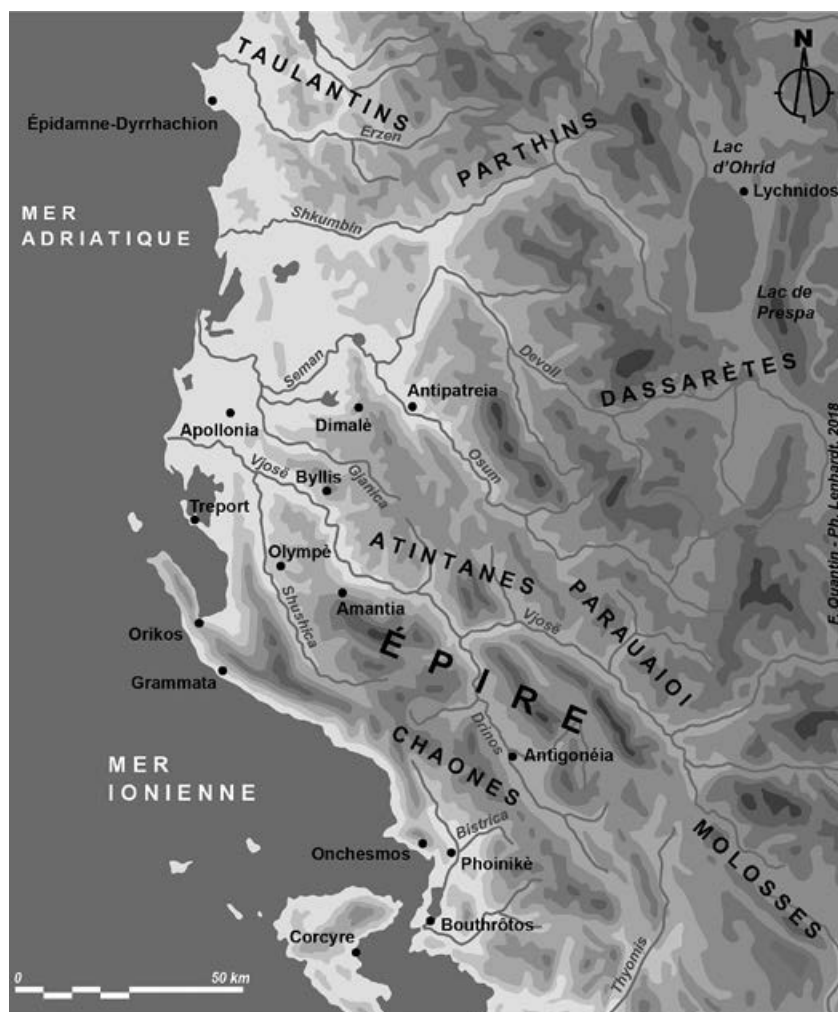 N
TAULANTINS
Épidamne-Dyrrhachion
Erzen
PARTHINS
Lac
d'Ohrid
Lychnidos
MER
ADRIATIQUE
Shkumbin
Lac de
Prespa
Seman
Devoll
DASSARÈTES
Antipatreia
Apollonia
Dimalè
Osum
Vjosë
Byllis
Gjanica
Treport
Olympè
ATINTANES
Shushica
Amantia
PARAUAIOI
Vjosë
Orikos
ÉPIRE
Grammata
Drinos
CHAONES
Antigonéia
MER
IONIENNE
Bistrica
MOLOSSES
Onchesmos
Phoinikè
Bouthrôtos
Corcyre
Thyomis
0 50 km
F. Quantin - Ph. Lenhardt, 2018